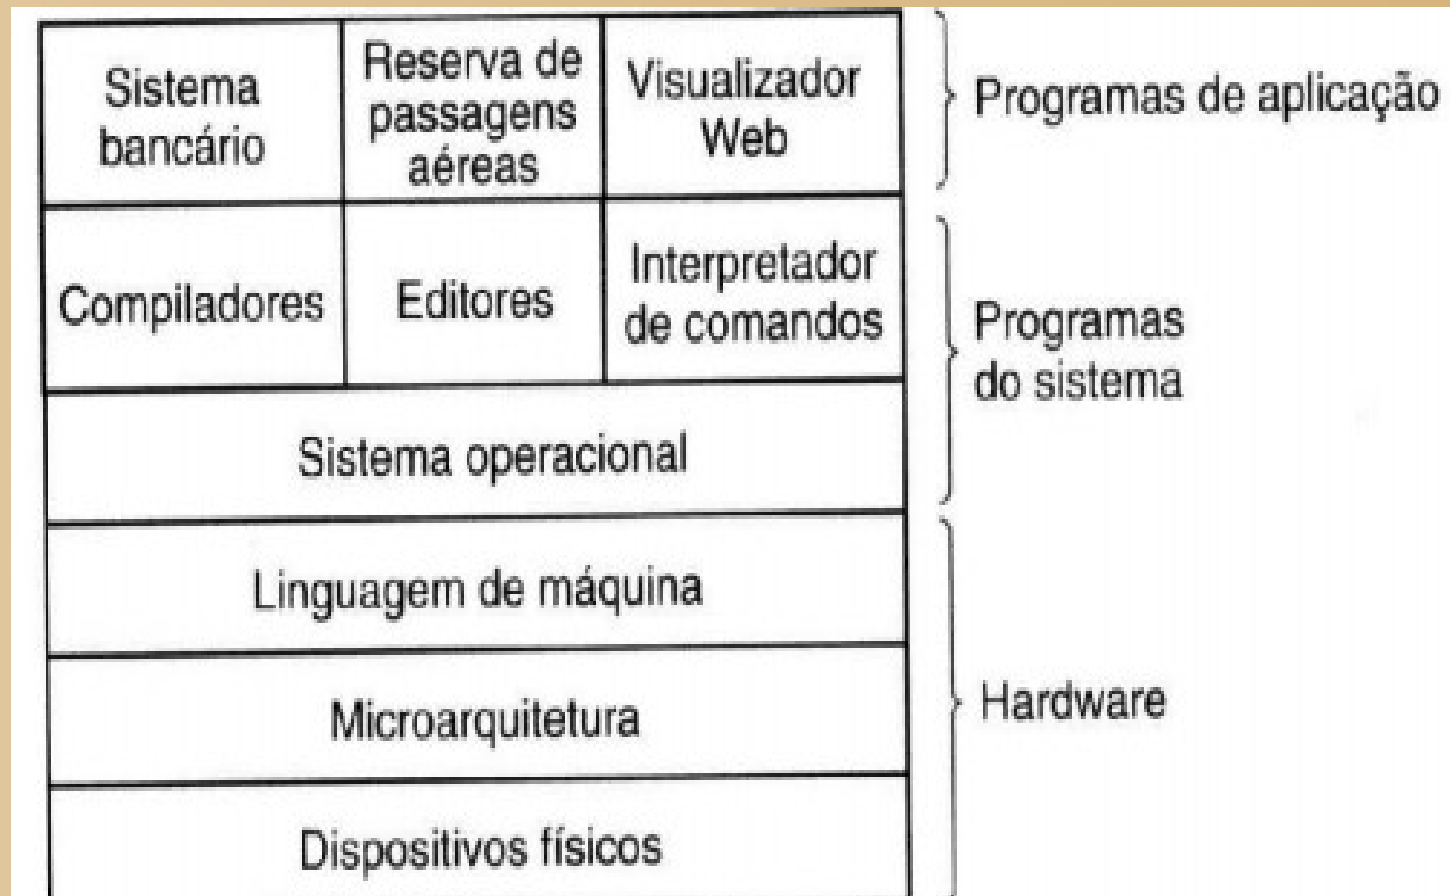 Sistema
bancário
Reserva de
passagens
aéreas
Visualizador
Web
Programas de aplicação
Compiladores
Editores
Interpretador
de comandos
Programas
do sistema
Sistema operacional
Linguagem de máquina
Microarquitetura
Hardware
Dispositivos físicos